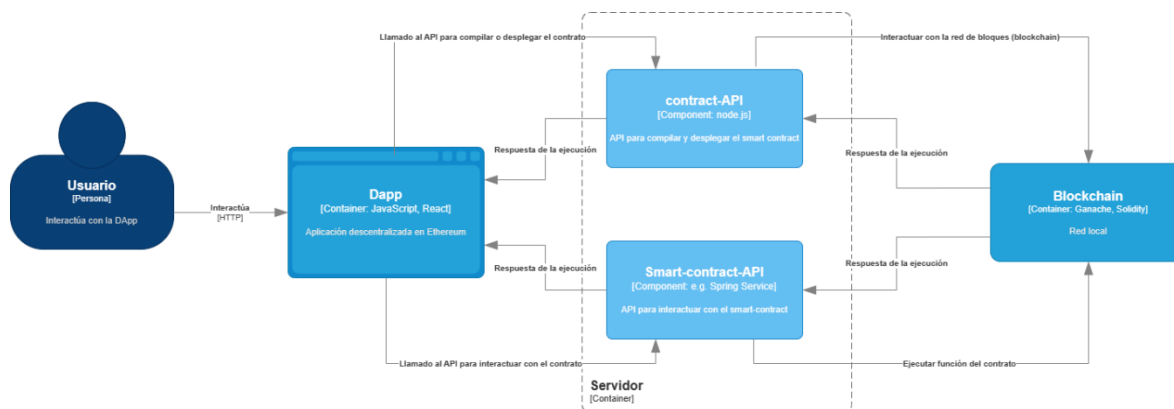 Llamado al API para compilar o desplegar el contrato
Interactuar con la red de bloques (blockchain)
contract-API
[Component: node.js]
API para compilar y desplegar el smart contract
Respuesta de la ejecución
Respuesta de la ejecución
Usuario
[Persona]
Interactúa con la DApp
Interactúa
[HTTP]
Dapp
[Container: JavaScript, React]
Aplicación descentralizada en Ethereum
Blockchain
[Container: Ganache, Solidity]
Red local
Respuesta de la ejecución
Respuesta de la ejecución
Smart-contract-API
[Component: e.g. Spring Service]
API para interactuar con el smart-contract
Llamado al API para interactuar con el contrato
Ejecutar función del contrato
Servidor
[Container]